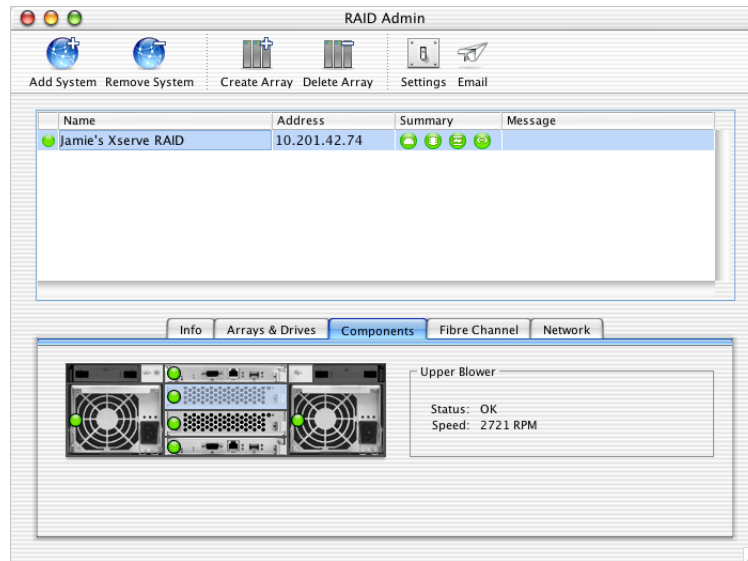 RAID Admin
Add System Remove System Create Array Delete Array Settings Email
Name Address Summary Message
Jamie's Xserve RAID 10.201.42.74
Info Arrays & Drives Components Fibre Channel Network
Upper Blower
Status: OK
Speed: 2721 RPM